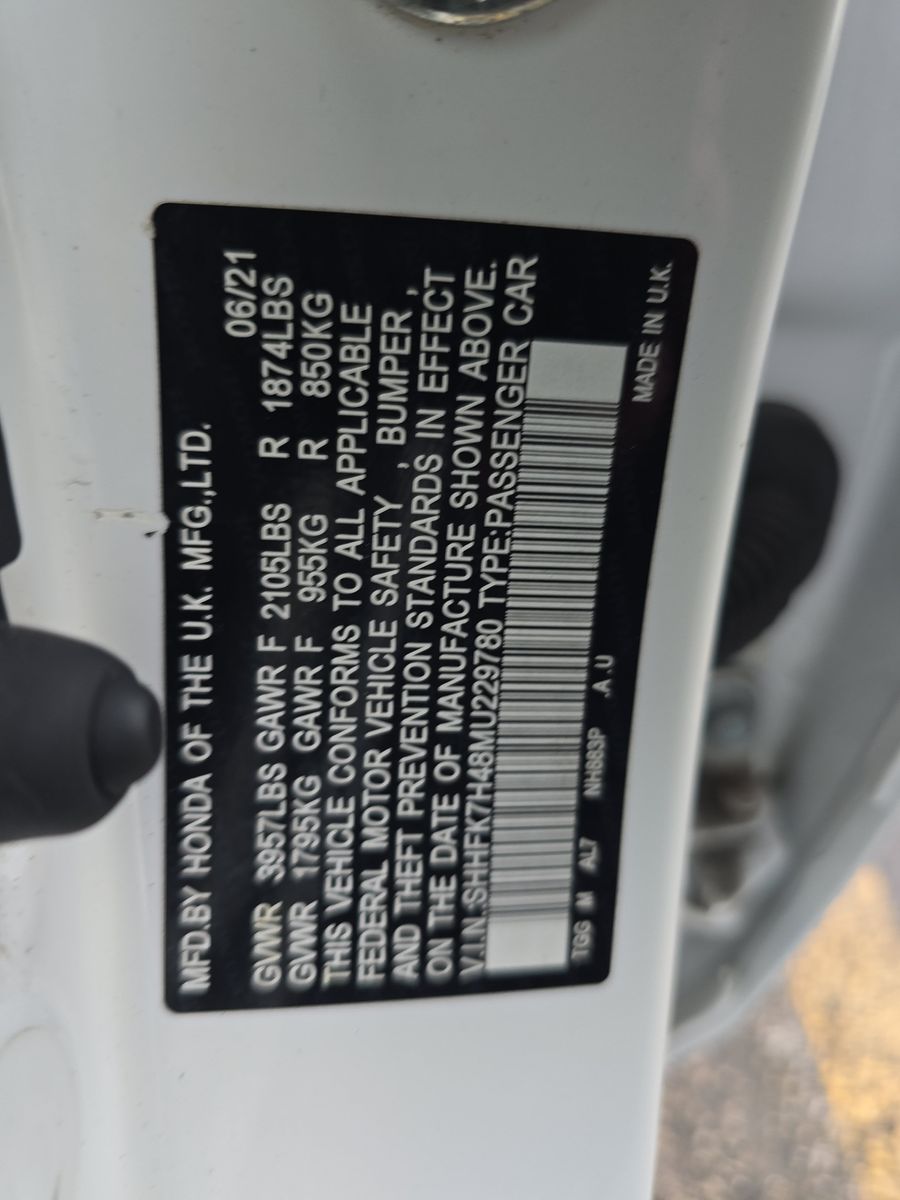 MFD.BY HONDA OF THE U.K. MFG.,LTD. 06/21
GVWR 3957LBS GAWR F 2105LBS R 1874LBS
GVWR 1795KG GAWR F 955KG R 850KG
THIS VEHICLE CONFORMS TO ALL APPLICABLE
FEDERAL MOTOR VEHICLE SAFETY , BUMPER ,
AND THEFT PREVENTION STANDARDS IN EFFECT
ON THE DATE OF MANUFACTURE SHOWN ABOVE.
V.I.N.:SHHFK7H48MU229780 TYPE:PASSENGER CAR
TGG M AL7 NH883P .A.U MADE IN U.K.